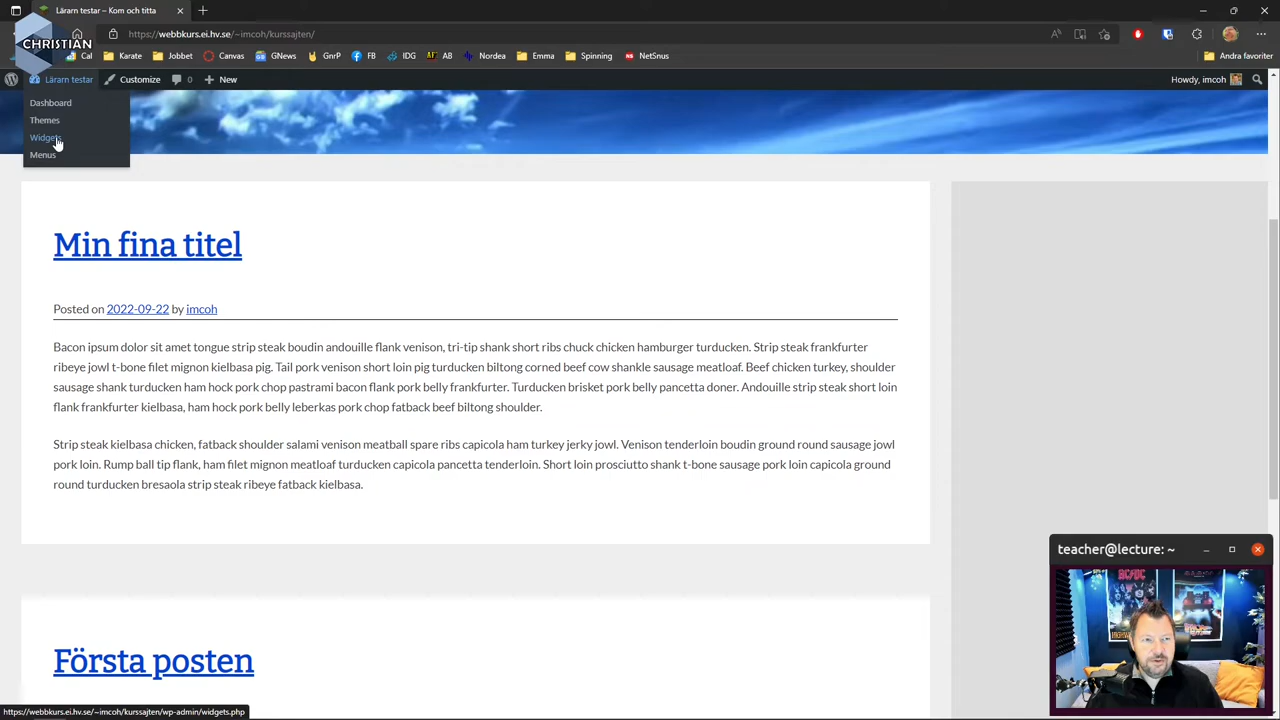 Lärarn testar – Kom och titta
CHRISTIAN
https://webbkurs.ei.hv.se/~imcoh/kurssajten/
Cal
Karate
Jobbet
Canvas
GNews
GnrP
FB
IDG
AB
Nordea
Emma
Spinning
NetSnus
Andra favoriter
Lärarn testar
Customize
0
New
Howdy, imcoh
Dashboard
Themes
Widgets
Menus
Min fina titel
Posted on 2022-09-22 by imcoh
Bacon ipsum dolor sit amet tongue strip steak boudin andouille flank venison, tri-tip shank short ribs chuck chicken hamburger turducken. Strip steak frankfurter
ribeye jowl t-bone filet mignon kielbasa pig. Tail pork venison short loin pig turducken biltong corned beef cow shankle sausage meatloaf. Beef chicken turkey, shoulder
sausage shank turducken ham hock pork chop pastrami bacon flank pork belly frankfurter. Turducken brisket pork belly pancetta doner. Andouille strip steak short loin
flank frankfurter kielbasa, ham hock pork belly leberkas pork chop fatback beef biltong shoulder.
Strip steak kielbasa chicken, fatback shoulder salami venison meatball spare ribs capicola ham turkey jerky jowl. Venison tenderloin boudin ground round sausage jowl
pork loin. Rump ball tip flank, ham filet mignon meatloaf turducken capicola pancetta tenderloin. Short loin prosciutto shank t-bone sausage pork loin capicola ground
round turducken bresaola strip steak ribeye fatback kielbasa.
teacher@lecture: ~
AC/DC
Första posten
https://webbkurs.ei.hv.se/~imcoh/kurssajten/wp-admin/widgets.php